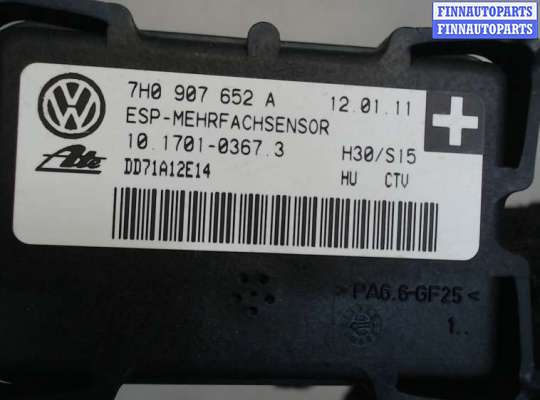 FINNAUTOPARTS
FINNAUTOPARTS
7H0 907 652 A 12.01.11
ESP-MEHRFACHSENSOR
10.1701-0367.3 H30/S15
Ate DD71A12E14 HU CTV
>PA6.6-GF25<
1..